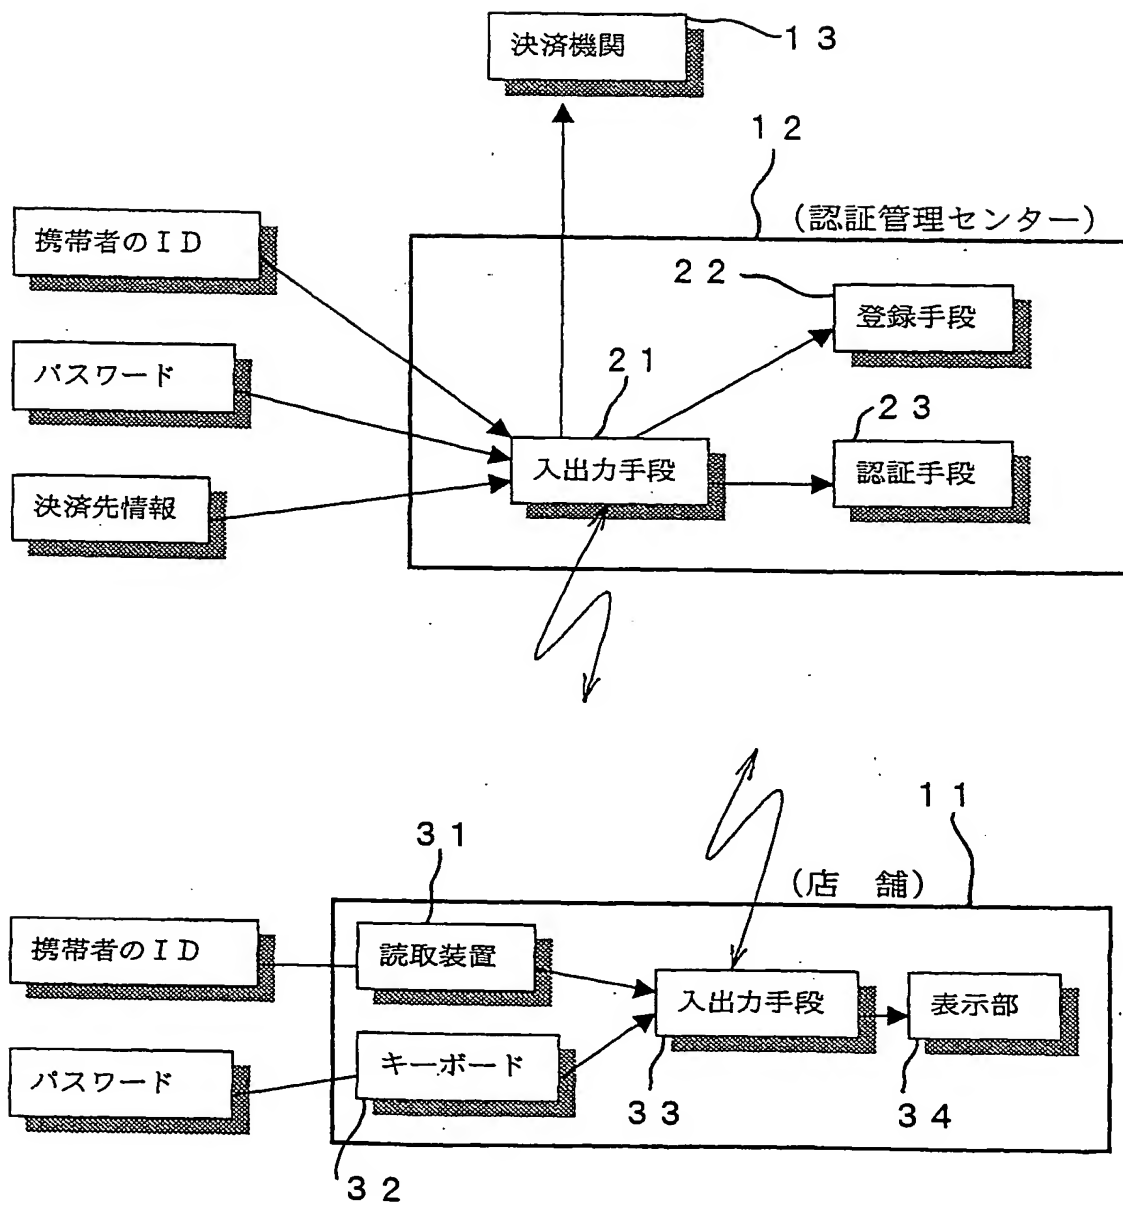 決済機関
１３
１２
（認証管理センター）
携帯者のＩＤ
２２
登録手段
パスワード
２１
２３
入出力手段
認証手段
決済先情報
１１
３１
（店　舗）
携帯者のＩＤ
読取装置
入出力手段
表示部
キーボード
パスワード
３３
３４
３２